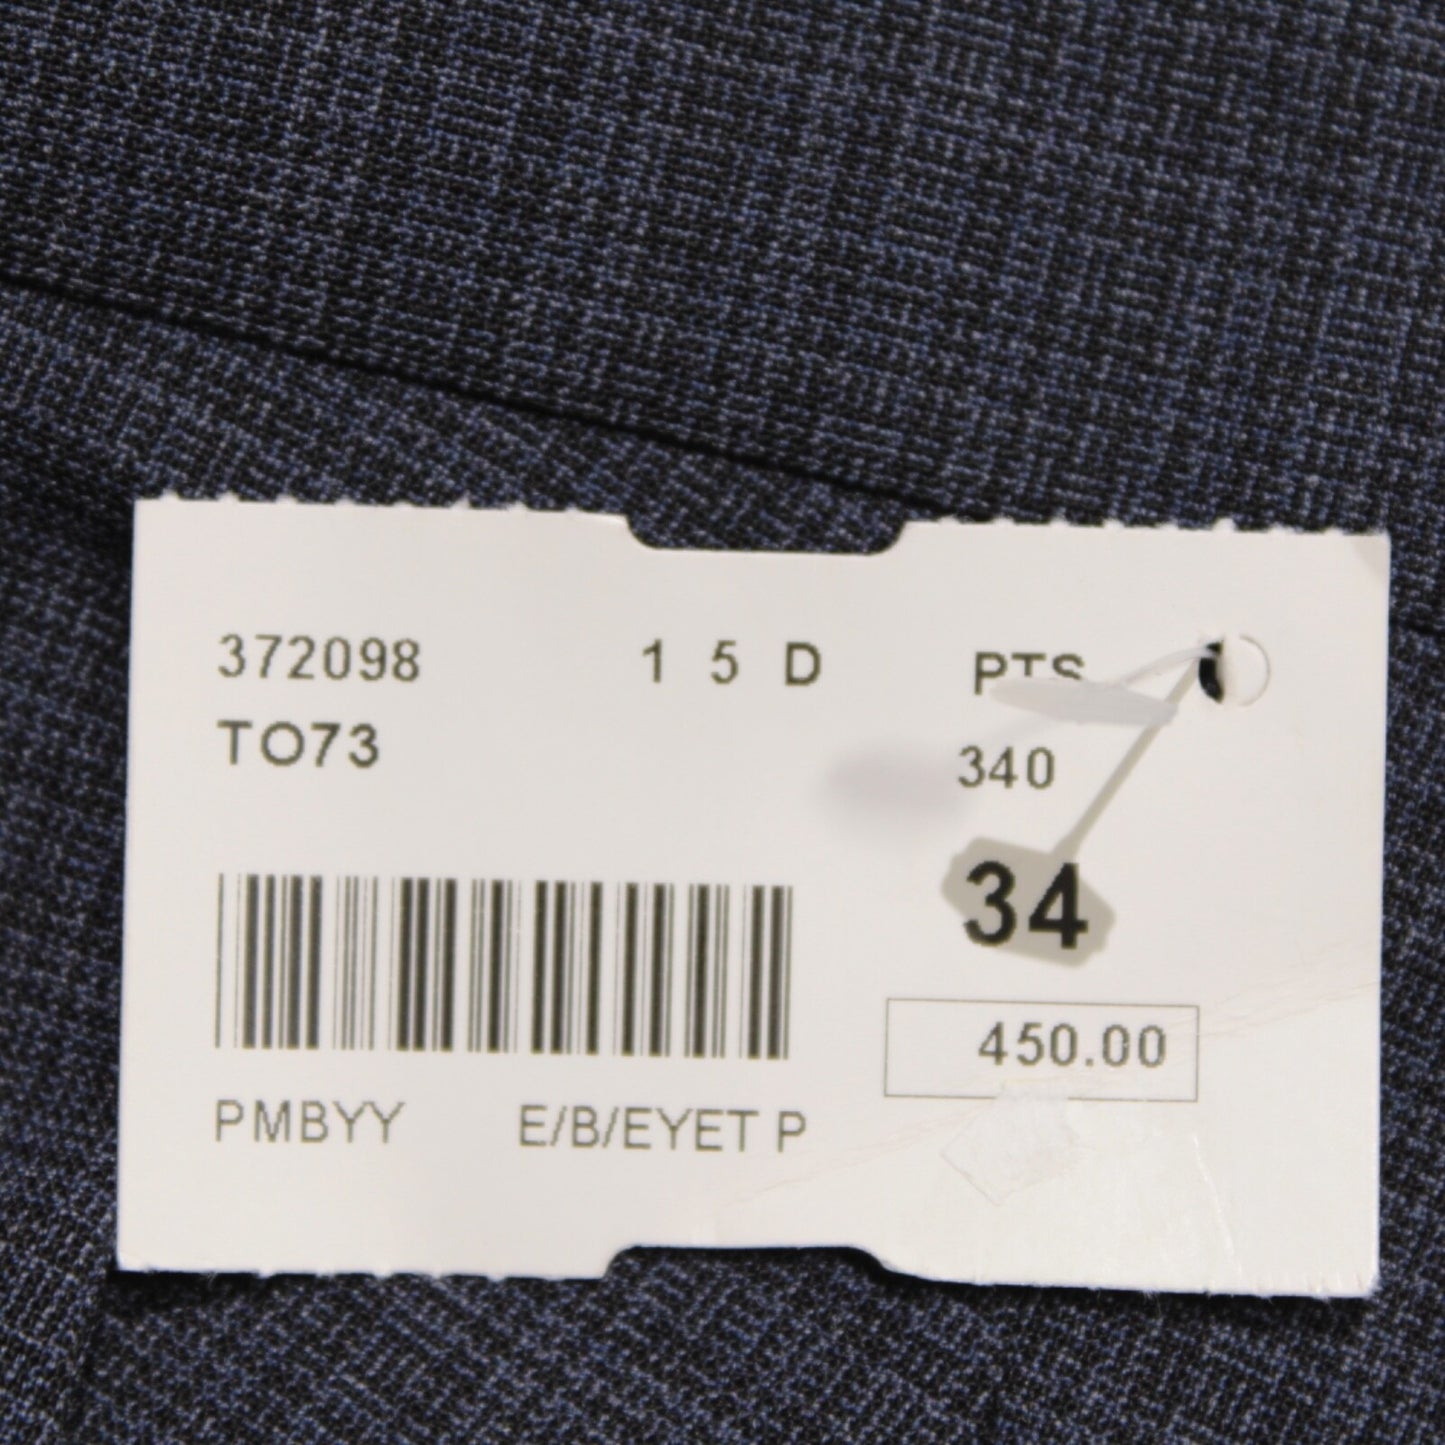 372098 1 5 D PTS
TO73
340
34
450.00
PMBYY E/B/EYET P